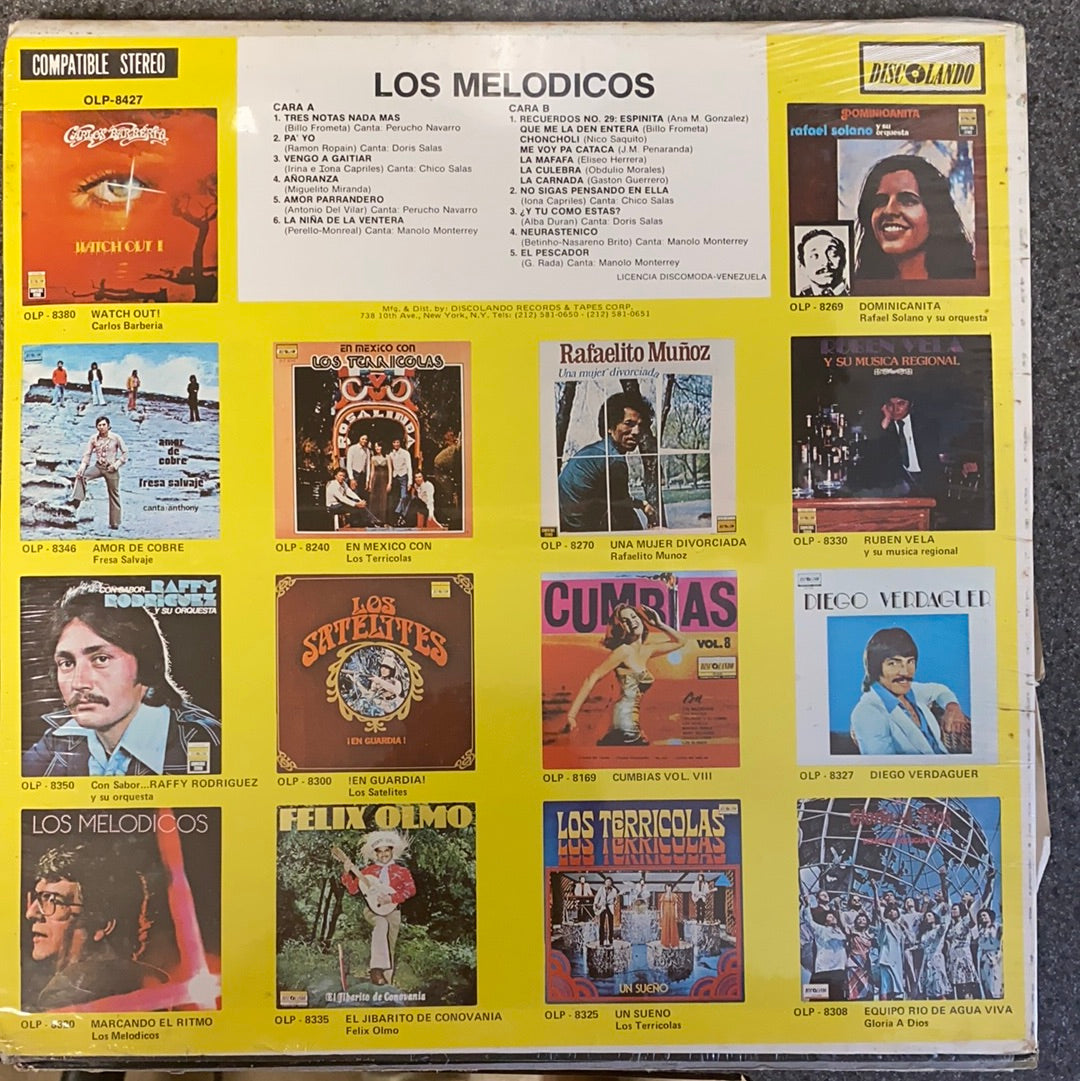 COMPATIBLE STEREO
OLP-8427
DISCOLANDO
LOS MELODICOS
CARA A
1. TRES NOTAS NADA MAS
(Billo Frometa) Canta: Perucho Navarro
2. PA' YO
(Ramon Ropain) Canta: Doris Salas
3. VENGO A GAITIAR
(Irina e Iona Capriles) Canta: Chico Salas
4. AÑORANZA
(Miguelito Miranda)
5. AMOR PARRANDERO
(Antonio Del Vilar) Canta: Perucho Navarro
6. LA NIÑA DE LA VENTERA
(Perello-Monreal) Canta: Manolo Monterrey
CARA B
1. RECUERDOS NO. 29: ESPINITA (Ana M. Gonzalez)
QUE ME LA DEN ENTERA (Billo Frometa)
CHONCHOLI (Nico Saquito)
ME VOY PA CATACA (J.M. Penaranda)
LA MAFAFA (Eliseo Herrera)
LA CULEBRA (Obdulio Morales)
LA CARNADA (Gaston Guerrero)
2. NO SIGAS PENSANDO EN ELLA
(Iona Capriles) Canta: Chico Salas
3. ¿Y TU COMO ESTAS?
(Alba Duran) Canta: Doris Salas
4. NEURASTENICO
(Betinho-Nasareno Brito) Canta: Manolo Monterrey
5. EL PESCADOR
(G. Rada) Canta: Manolo Monterrey
LICENCIA DISCOMODA-VENEZUELA
Mfg. & Dist. by: DISCOLANDO RECORDS & TAPES CORP.
738 10th Ave., New York, N.Y. Tels: (212) 581-0650 - (212) 581-0651
CARLOS BARBERIA
WATCH OUT !!
OLP - 8380 WATCH OUT!
Carlos Barberia
DOMINICANITA
rafael solano y su orquesta
OLP - 8269 DOMINICANITA
Rafael Solano y su orquesta
amor
de
cobre
fresa salvaje
canta: anthony
OLP - 8346 AMOR DE COBRE
Fresa Salvaje
EN MEXICO CON
LOS TERRICOLAS
ROSALINDA
OLP - 8240 EN MEXICO CON
Los Terricolas
Rafaelito Muñoz
Una mujer divorciada
OLP - 8270 UNA MUJER DIVORCIADA
Rafaelito Munoz
RUBEN VELA
Y SU MUSICA REGIONAL
OLP - 8330 RUBEN VELA
y su musica regional
CON SABOR... RAFFY
RODRIGUEZ
Y SU ORQUESTA
OLP - 8350 Con Sabor...RAFFY RODRIGUEZ
y su orquesta
LOS
SATELITES
¡EN GUARDIA!
OLP - 8300 !EN GUARDIA!
Los Satelites
CUMBIAS
VOL. 8
DISCOLANDO
OLP - 8169 CUMBIAS VOL. VIII
DIEGO VERDAGUER
OLP - 8327 DIEGO VERDAGUER
LOS MELODICOS
OLP - 8320 MARCANDO EL RITMO
Los Melodicos
FELIX OLMO
El Jibarito de Conovania
OLP - 8335 EL JIBARITO DE CONOVANIA
Felix Olmo
LOS TERRICOLAS
LOS TERRICOLAS
UN SUEÑO
OLP - 8325 UN SUENO
Los Terricolas
OLP - 8308 EQUIPO RIO DE AGUA VIVA
Gloria A Dios